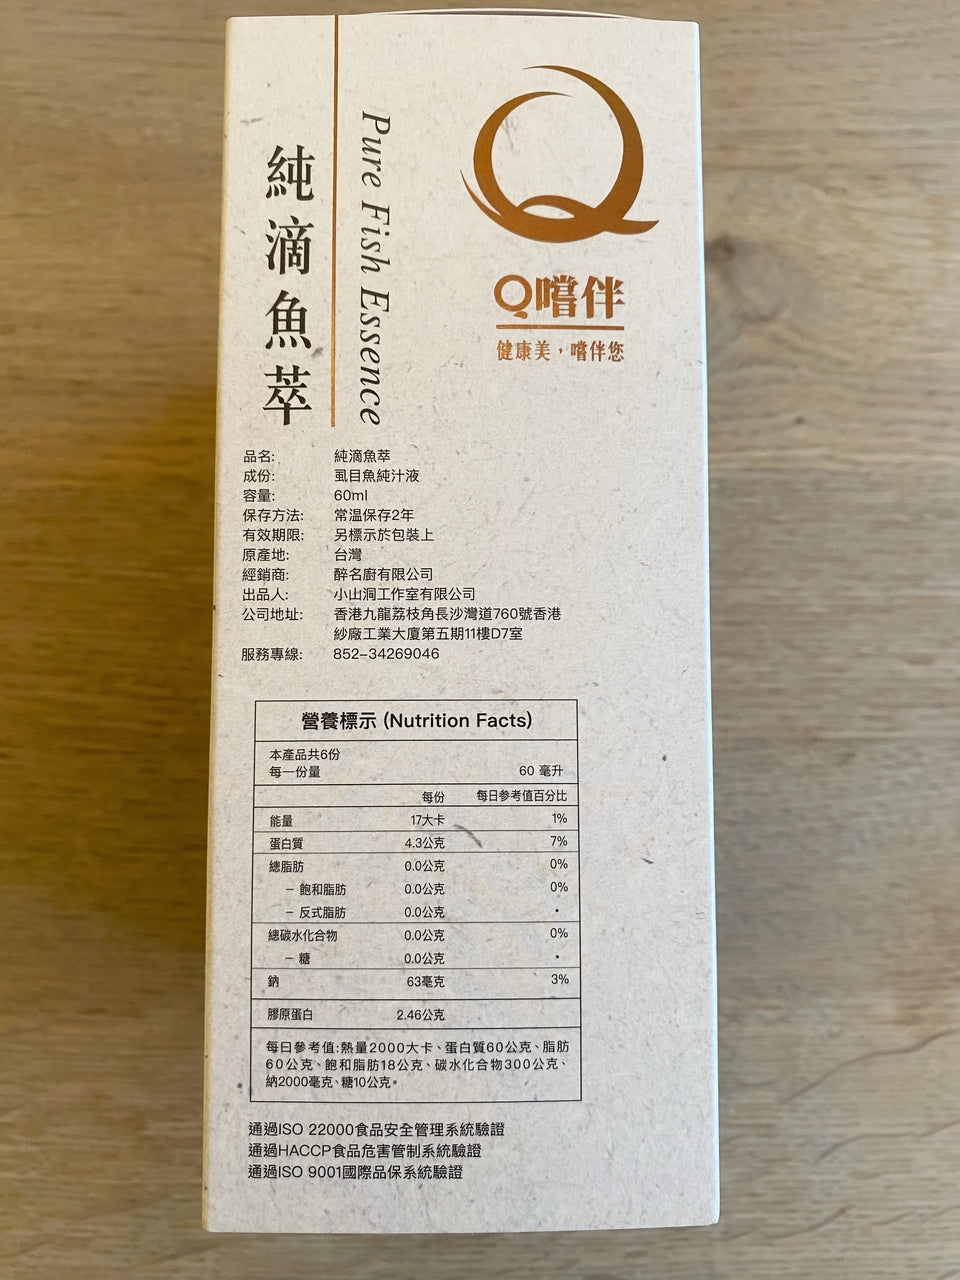 純滴魚萃
Pure Fish Essence
Q嚐伴
健康美，嚐伴您
品名: 純滴魚萃
成份: 虱目魚純汁液
容量: 60ml
保存方法: 常温保存2年
有效期限: 另標示於包裝上
原產地: 台灣
經銷商: 醉名廚有限公司
出品人: 小山洞工作室有限公司
公司地址: 香港九龍荔枝角長沙灣道760號香港
紗廠工業大廈第五期11樓D7室
服務專線: 852-34269046
營養標示 (Nutrition Facts)
本產品共6份
每一份量 60 毫升
每份 每日參考值百分比
能量 17大卡 1%
蛋白質 4.3公克 7%
總脂肪 0.0公克 0%
– 飽和脂肪 0.0公克 0%
– 反式脂肪 0.0公克 ·
總碳水化合物 0.0公克 0%
– 糖 0.0公克 ·
鈉 63毫克 3%
膠原蛋白 2.46公克
每日參考值:熱量2000大卡、蛋白質60公克、脂肪
60公克、飽和脂肪18公克、碳水化合物300公克、
納2000毫克、糖10公克。
通過ISO 22000食品安全管理系統驗證
通過HACCP食品危害管制系統驗證
通過ISO 9001國際品保系統驗證